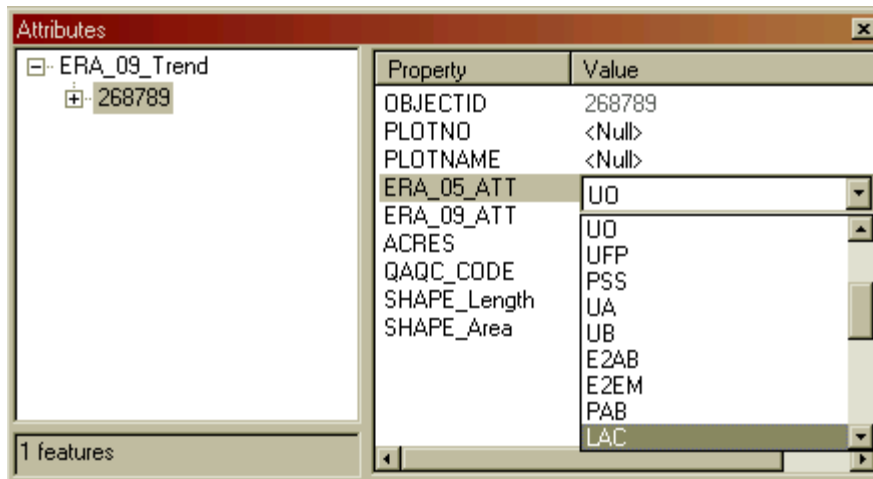 Attributes
ERA_09_Trend
268789
1 features
Property Value
OBJECTID 268789
PLOTNO <Null>
PLOTNAME <Null>
ERA_05_ATT UO
ERA_09_ATT
ACRES
QAQC_CODE
SHAPE_Length
SHAPE_Area
UO
UFP
PSS
UA
UB
E2AB
E2EM
PAB
LAC